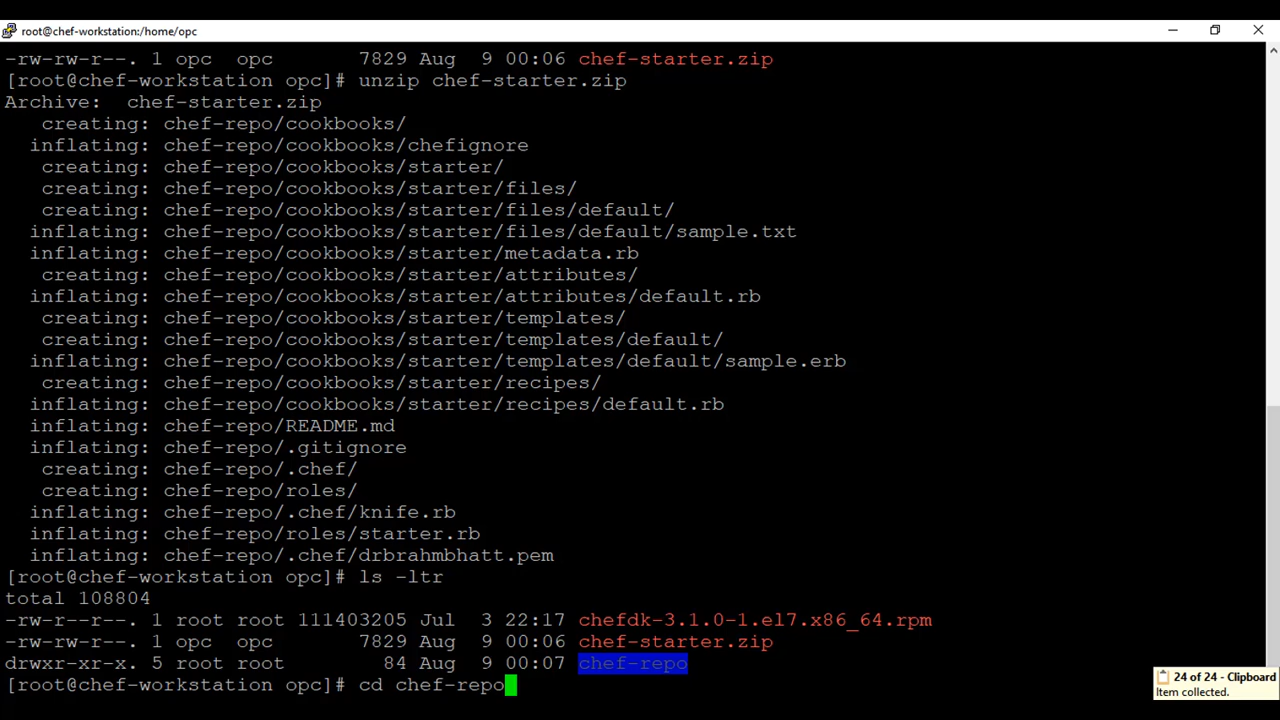 root@chef-workstation:/home/opc
-rw-rw-r--. 1 opc  opc       7829 Aug  9 00:06 chef-starter.zip
[root@chef-workstation opc]# unzip chef-starter.zip
Archive:  chef-starter.zip
   creating: chef-repo/cookbooks/
  inflating: chef-repo/cookbooks/chefignore
   creating: chef-repo/cookbooks/starter/
   creating: chef-repo/cookbooks/starter/files/
   creating: chef-repo/cookbooks/starter/files/default/
  inflating: chef-repo/cookbooks/starter/files/default/sample.txt
  inflating: chef-repo/cookbooks/starter/metadata.rb
   creating: chef-repo/cookbooks/starter/attributes/
  inflating: chef-repo/cookbooks/starter/attributes/default.rb
   creating: chef-repo/cookbooks/starter/templates/
   creating: chef-repo/cookbooks/starter/templates/default/
  inflating: chef-repo/cookbooks/starter/templates/default/sample.erb
   creating: chef-repo/cookbooks/starter/recipes/
  inflating: chef-repo/cookbooks/starter/recipes/default.rb
  inflating: chef-repo/README.md
  inflating: chef-repo/.gitignore
   creating: chef-repo/.chef/
   creating: chef-repo/roles/
  inflating: chef-repo/.chef/knife.rb
  inflating: chef-repo/roles/starter.rb
  inflating: chef-repo/.chef/drbrahmbhatt.pem
[root@chef-workstation opc]# ls -ltr
total 108804
-rw-r--r--. 1 root root 111403205 Jul  3 22:17 chefdk-3.1.0-1.el7.x86_64.rpm
-rw-rw-r--. 1 opc  opc       7829 Aug  9 00:06 chef-starter.zip
drwxr-xr-x. 5 root root        84 Aug  9 00:07 chef-repo
[root@chef-workstation opc]# cd chef-repo
24 of 24 - Clipboard
Item collected.